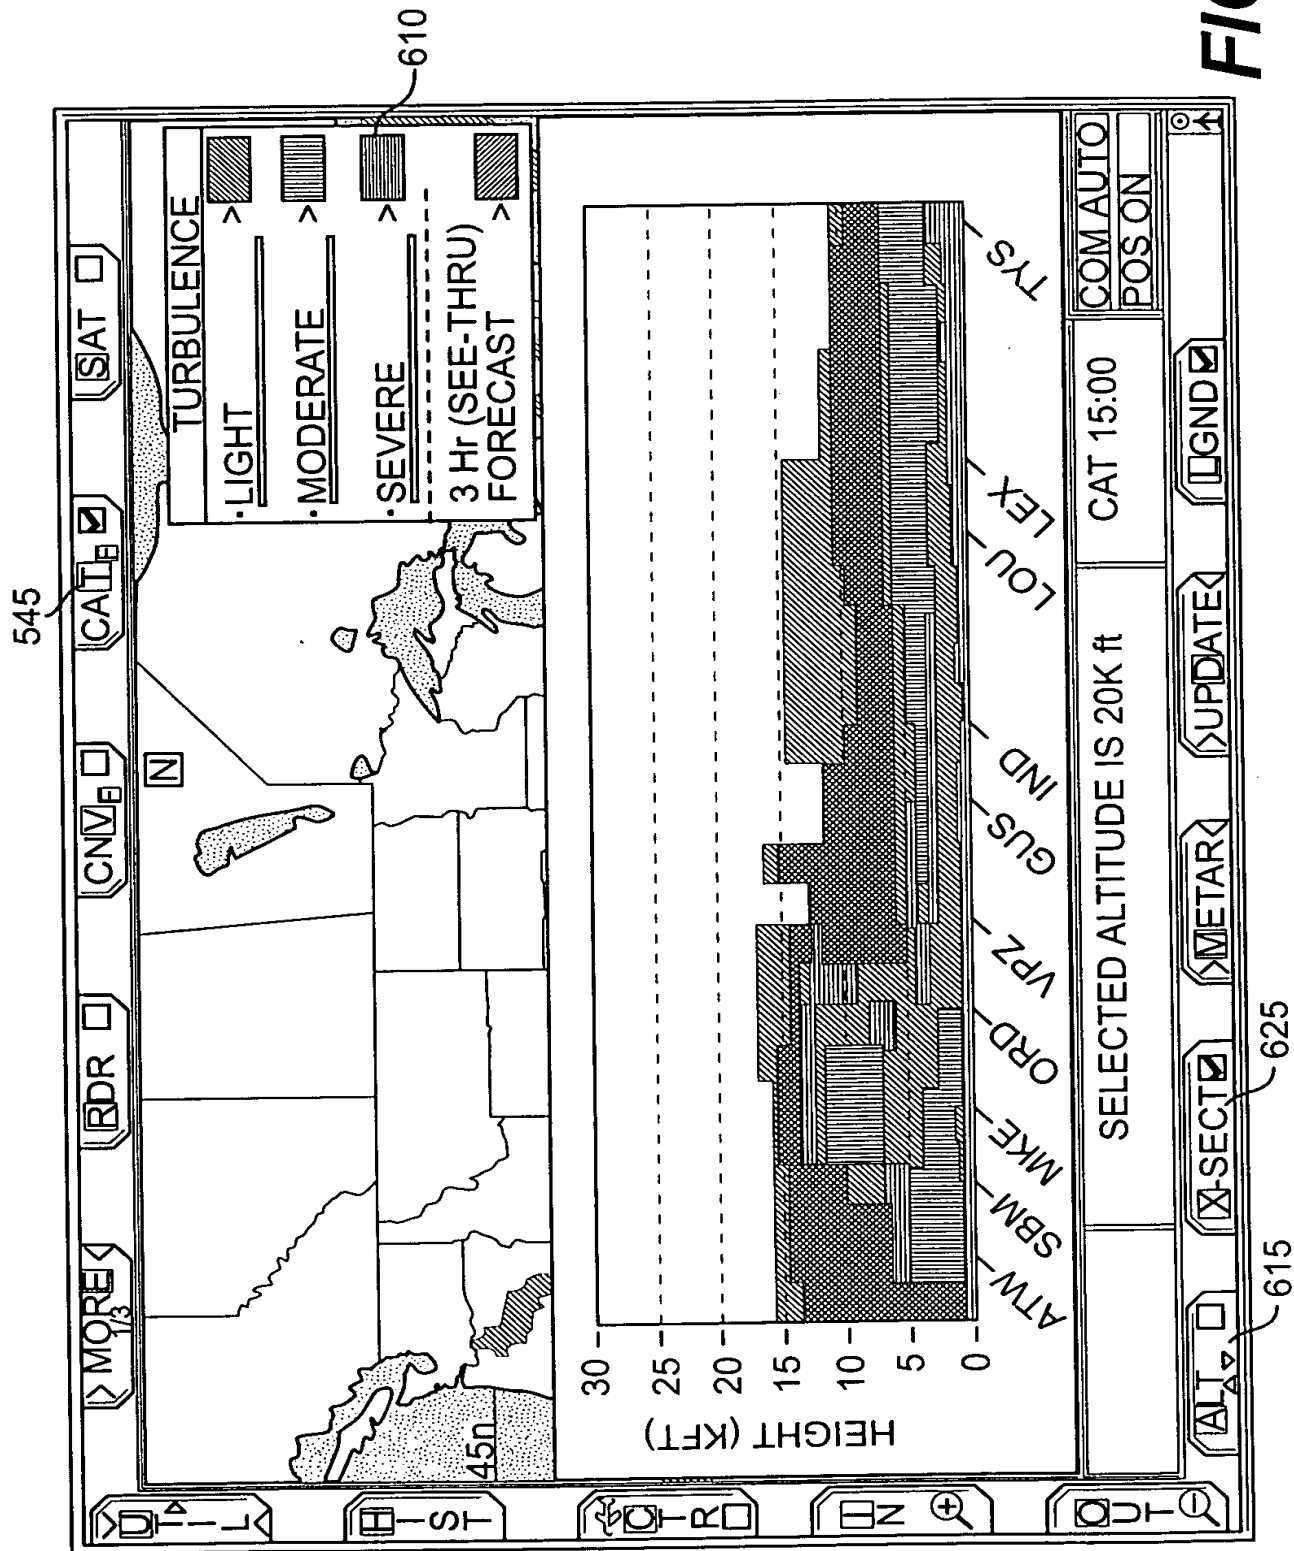 545
>MORE<
1/3
RDR
CNV F
CAT F
SAT
>UTIL<
HIST
CTR
IN
OUT
N
45n
TURBULENCE
· LIGHT >
· MODERATE >
· SEVERE >
3 Hr (SEE-THRU) >
FORECAST
610
HEIGHT (KFT)
30
25
20
15
10
5
0
ATW
SBM
MKE
ORD
VPZ
GUS
IND
LOU
LEX
TYS
SELECTED ALTITUDE IS 20K ft
CAT 15:00
COM AUTO
POS ON
ALT
X-SECT
>METAR<
>UPDATE<
LGND
615
625